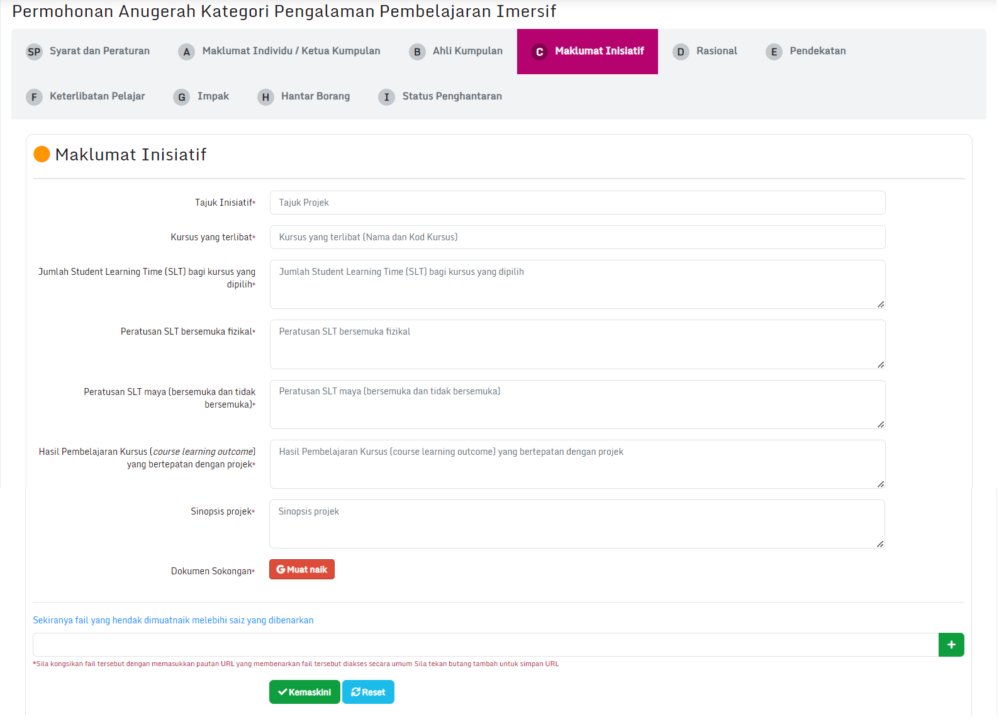 Permohonan Anugerah Kategori Pengalaman Pembelajaran Imersif
SP Syarat dan Peraturan A Maklumat Individu / Ketua Kumpulan B Ahli Kumpulan C Maklumat Inisiatif D Rasional E Pendekatan
F Keterlibatan Pelajar G Impak H Hantar Borang I Status Penghantaran
Maklumat Inisiatif
Tajuk Inisiatif* Tajuk Projek
Kursus yang terlibat* Kursus yang terlibat (Nama dan Kod Kursus)
Jumlah Student Learning Time (SLT) bagi kursus yang
dipilih*
Jumlah Student Learning Time (SLT) bagi kursus yang dipilih
Peratusan SLT bersemuka fizikal* Peratusan SLT bersemuka fizikal
Peratusan SLT maya (bersemuka dan tidak
bersemuka)*
Peratusan SLT maya (bersemuka dan tidak bersemuka)
Hasil Pembelajaran Kursus (course learning outcome)
yang bertepatan dengan projek*
Hasil Pembelajaran Kursus (course learning outcome) yang bertepatan dengan projek
Sinopsis projek* Sinopsis projek
Dokumen Sokongan* G Muat naik
Sekiranya fail yang hendak dimuatnaik melebihi saiz yang dibenarkan
+
*Sila kongsikan fail tersebut dengan memasukkan pautan URL yang membenarkan fail tersebut diakses secara umum Sila tekan butang tambah untuk simpan URL
Kemaskini Reset